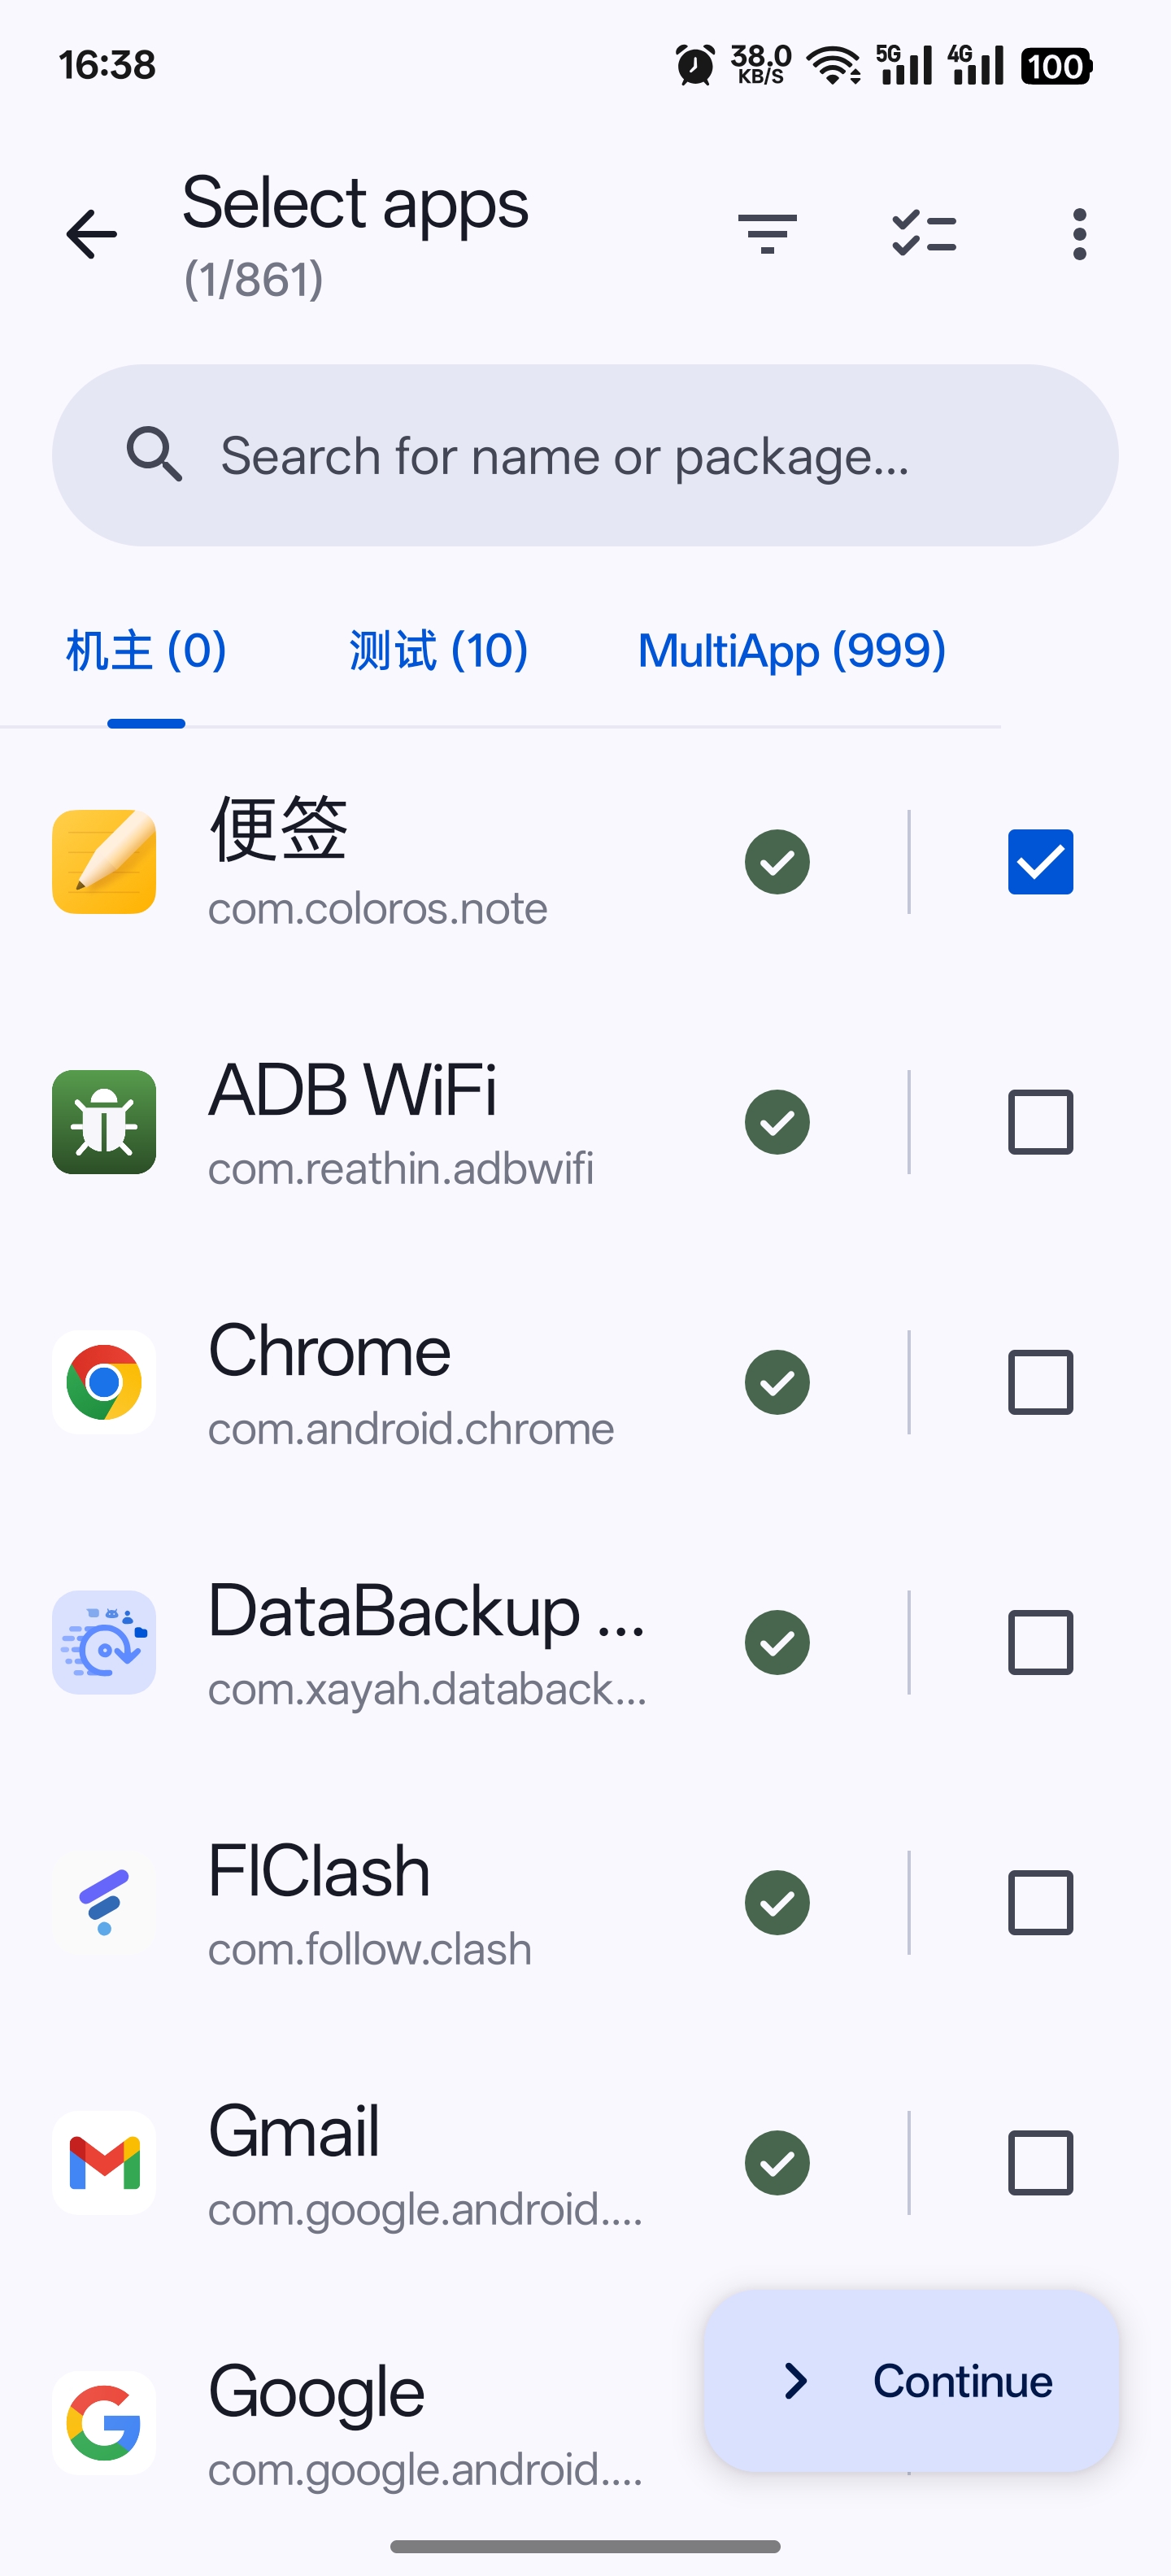 16:38
38.0
KB/S
5G
4G
100
Select apps
(1/861)
Search for name or package...
机主 (0)
测试 (10)
MultiApp (999)
便签
com.coloros.note
ADB WiFi
com.reathin.adbwifi
Chrome
com.android.chrome
DataBackup ...
com.xayah.databack...
FlClash
com.follow.clash
Gmail
com.google.android....
Google
com.google.android....
Continue